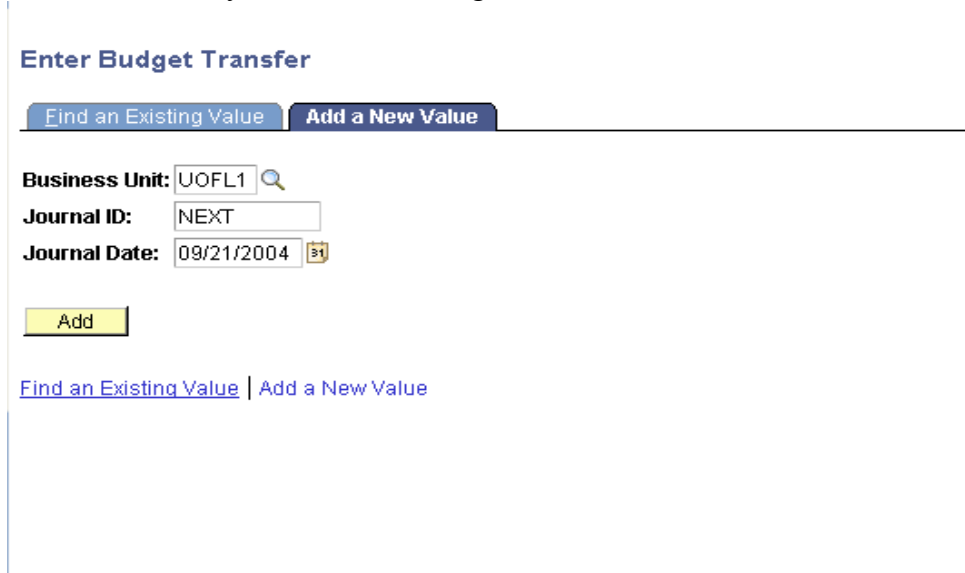 Enter Budget Transfer
Find an Existing Value Add a New Value
Business Unit: UOFL1
Journal ID: NEXT
Journal Date: 09/21/2004 31
Add
Find an Existing Value | Add a New Value